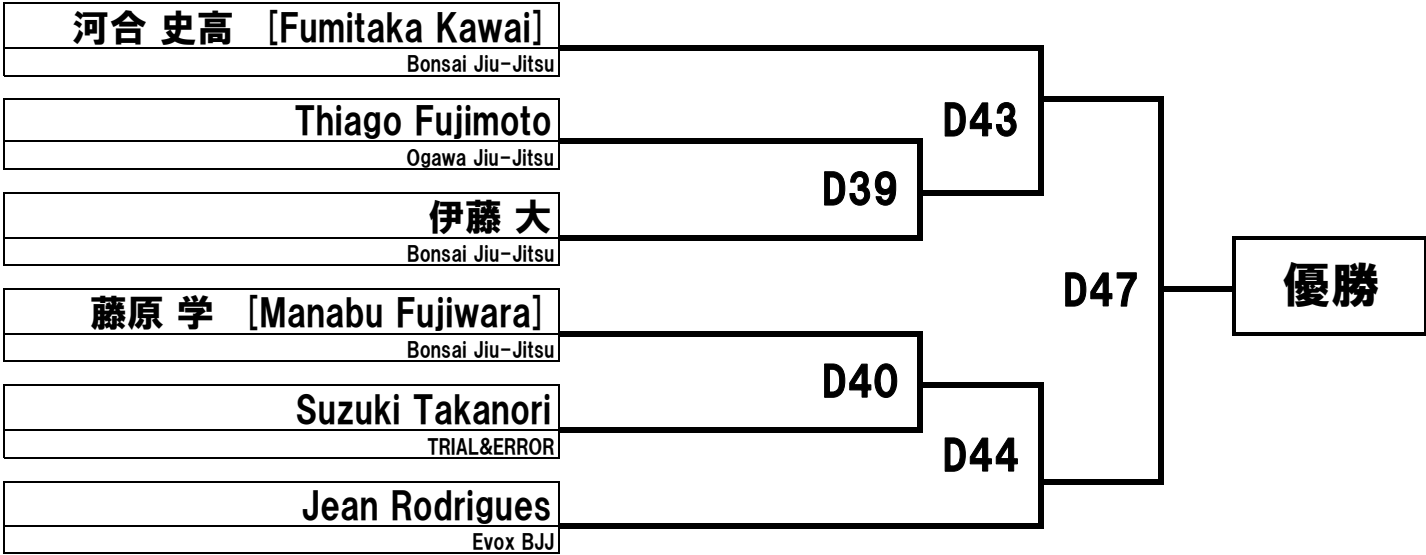 河合 史高 [Fumitaka Kawai]
Bonsai Jiu-Jitsu
Thiago Fujimoto
Ogawa Jiu-Jitsu
伊藤 大
Bonsai Jiu-Jitsu
藤原 学 [Manabu Fujiwara]
Bonsai Jiu-Jitsu
Suzuki Takanori
TRIAL&ERROR
Jean Rodrigues
Evox BJJ
D39
D40
D43
D44
D47
優勝